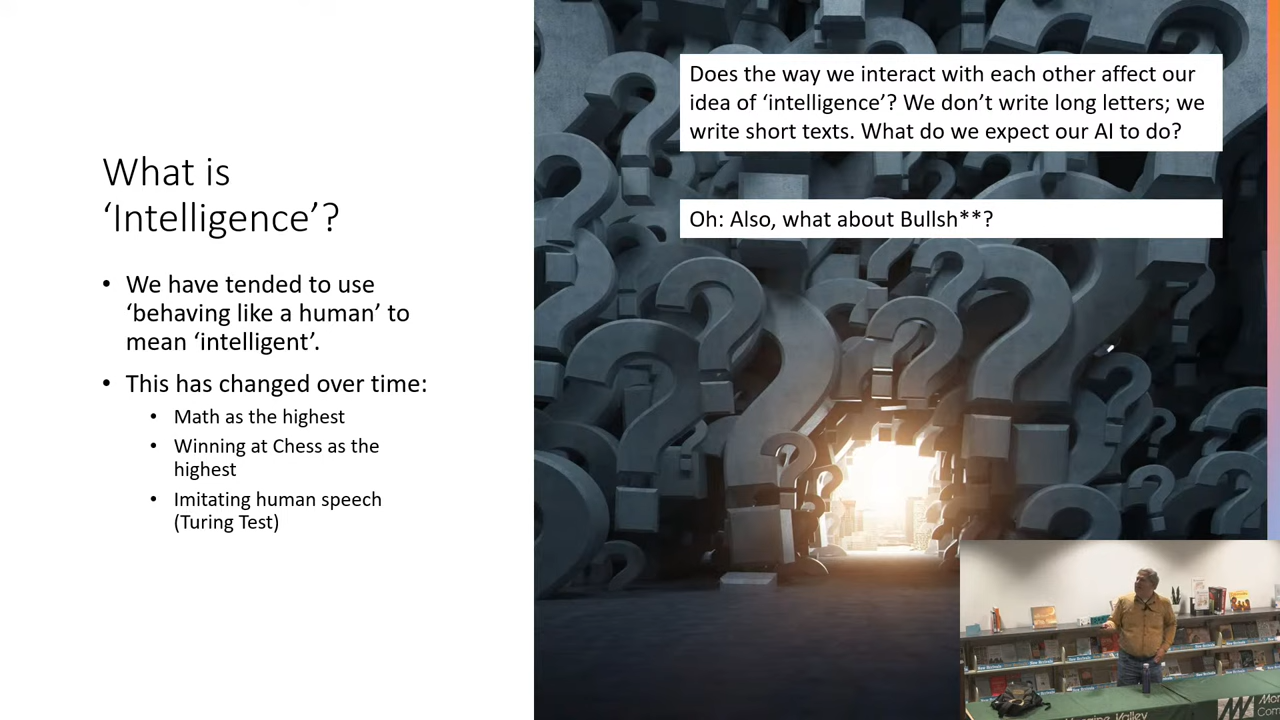 What is
‘Intelligence’?
• We have tended to use
‘behaving like a human’ to
mean ‘intelligent’.
• This has changed over time:
• Math as the highest
• Winning at Chess as the
highest
• Imitating human speech
(Turing Test)
Does the way we interact with each other affect our
idea of ‘intelligence’? We don’t write long letters; we
write short texts. What do we expect our AI to do?
Oh: Also, what about Bullsh**?
Valley